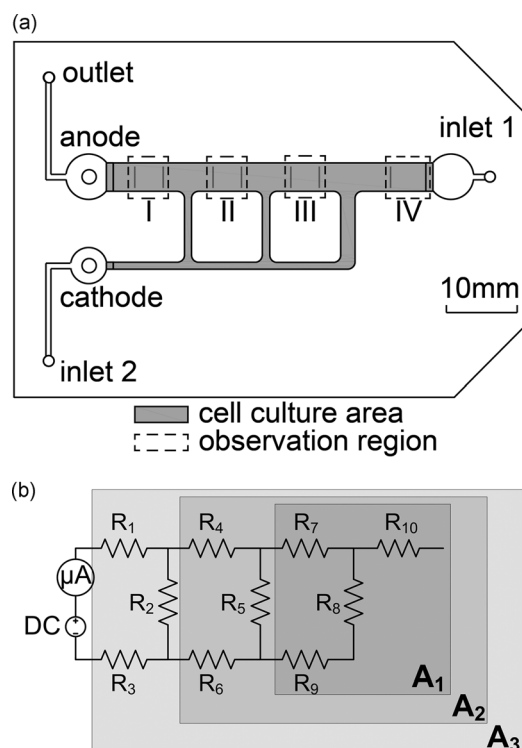 (a)
outlet
anode
inlet 1
I II III IV
cathode
10mm
inlet 2
cell culture area
observation region
(b)
R₁ R₄ R₇ R₁₀
μA
R₂ R₅ R₈
DC
+
-
R₃ R₆ R₉
A₁
A₂
A₃